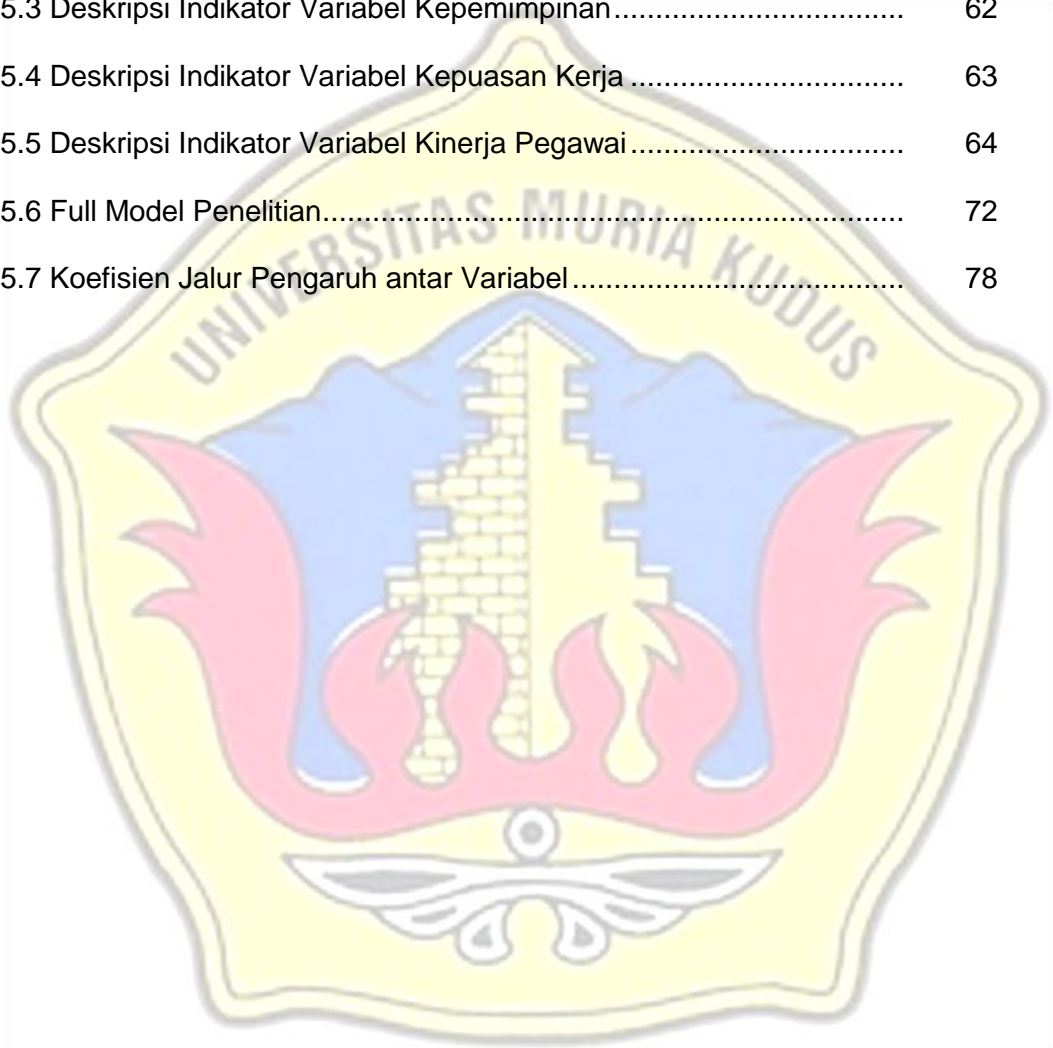 5.3 Deskripsi Indikator Variabel Kepemimpinan.................................... 62
5.4 Deskripsi Indikator Variabel Kepuasan Kerja.................................. 63
5.5 Deskripsi Indikator Variabel Kinerja Pegawai.................................. 64
5.6 Full Model Penelitian....................................................................... 72
5.7 Koefisien Jalur Pengaruh antar Variabel......................................... 78
UNIVERSITAS MURIA KUDUS